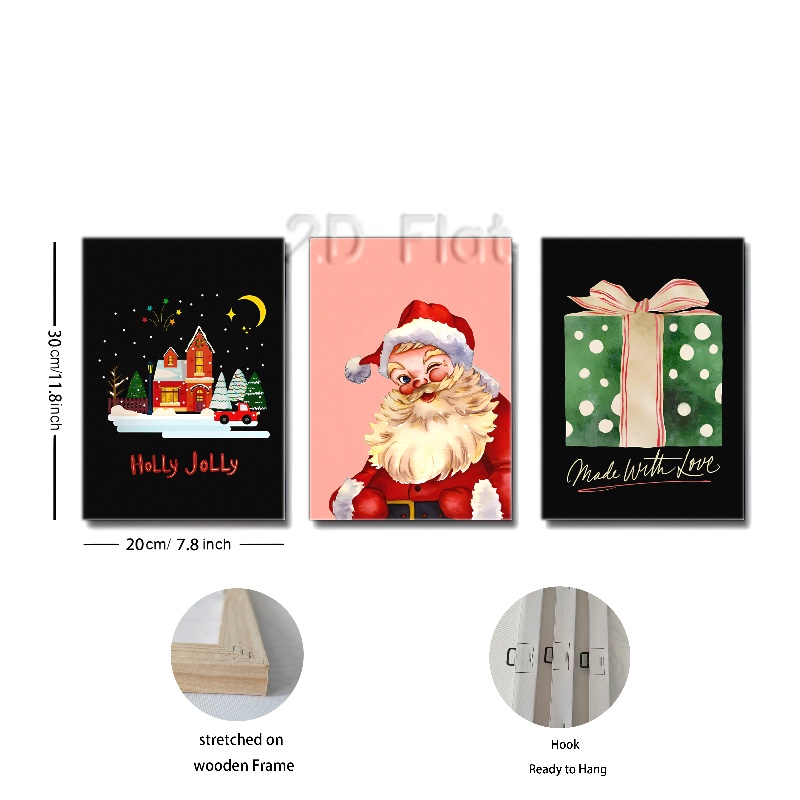 2.D Flat
30cm/11.8inch
HOLLY JOLLY
Made With Love
20cm/ 7.8 inch
stretched on
wooden Frame
Hook
Ready to Hang